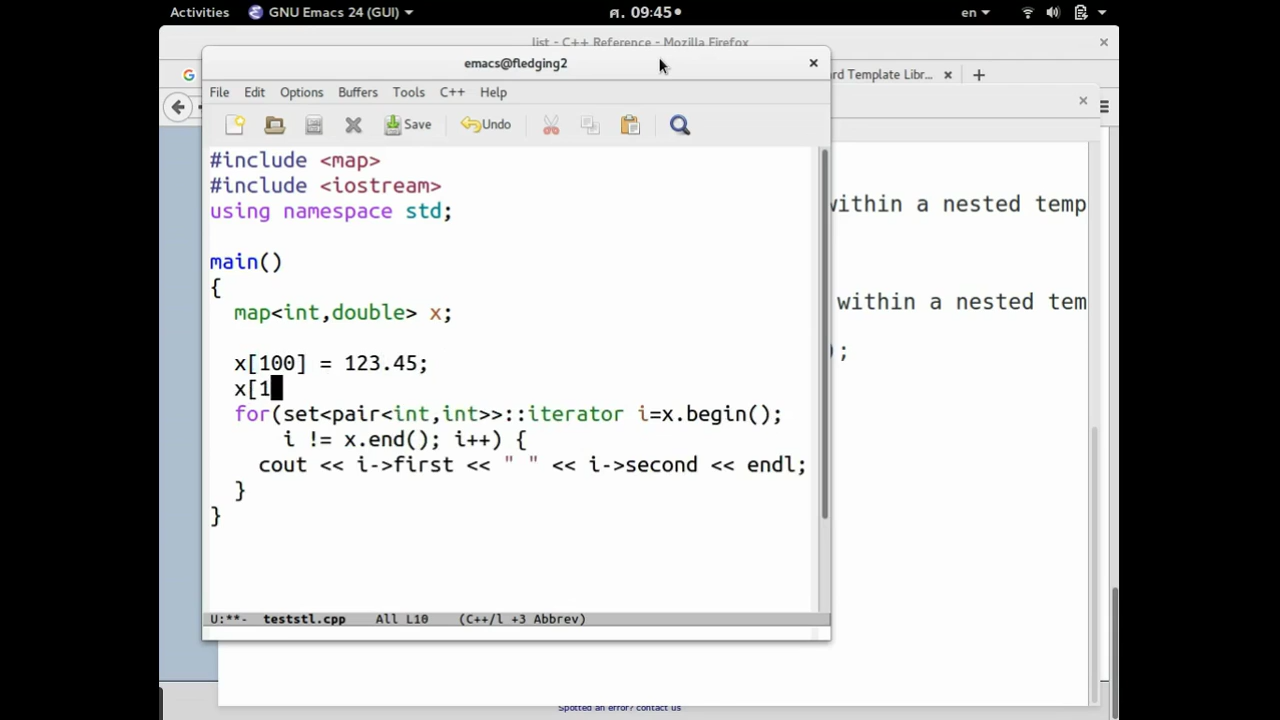 Activities
GNU Emacs 24 (GUI)
ศ. 09:45
en
list - C++ Reference - Mozilla Firefox
emacs@fledging2
ard Template Libr...
File Edit Options Buffers Tools C++ Help
Save Undo
#include <map>
#include <iostream>
using namespace std;
main()
{
map<int,double> x;
x[100] = 123.45;
x[1
for(set<pair<int,int>>::iterator i=x.begin();
i != x.end(); i++) {
cout << i->first << " " << i->second << endl;
}
}
within a nested temp
within a nested tem
);
U:**- teststl.cpp All L10 (C++/l +3 Abbrev)
Spotted an error? contact us